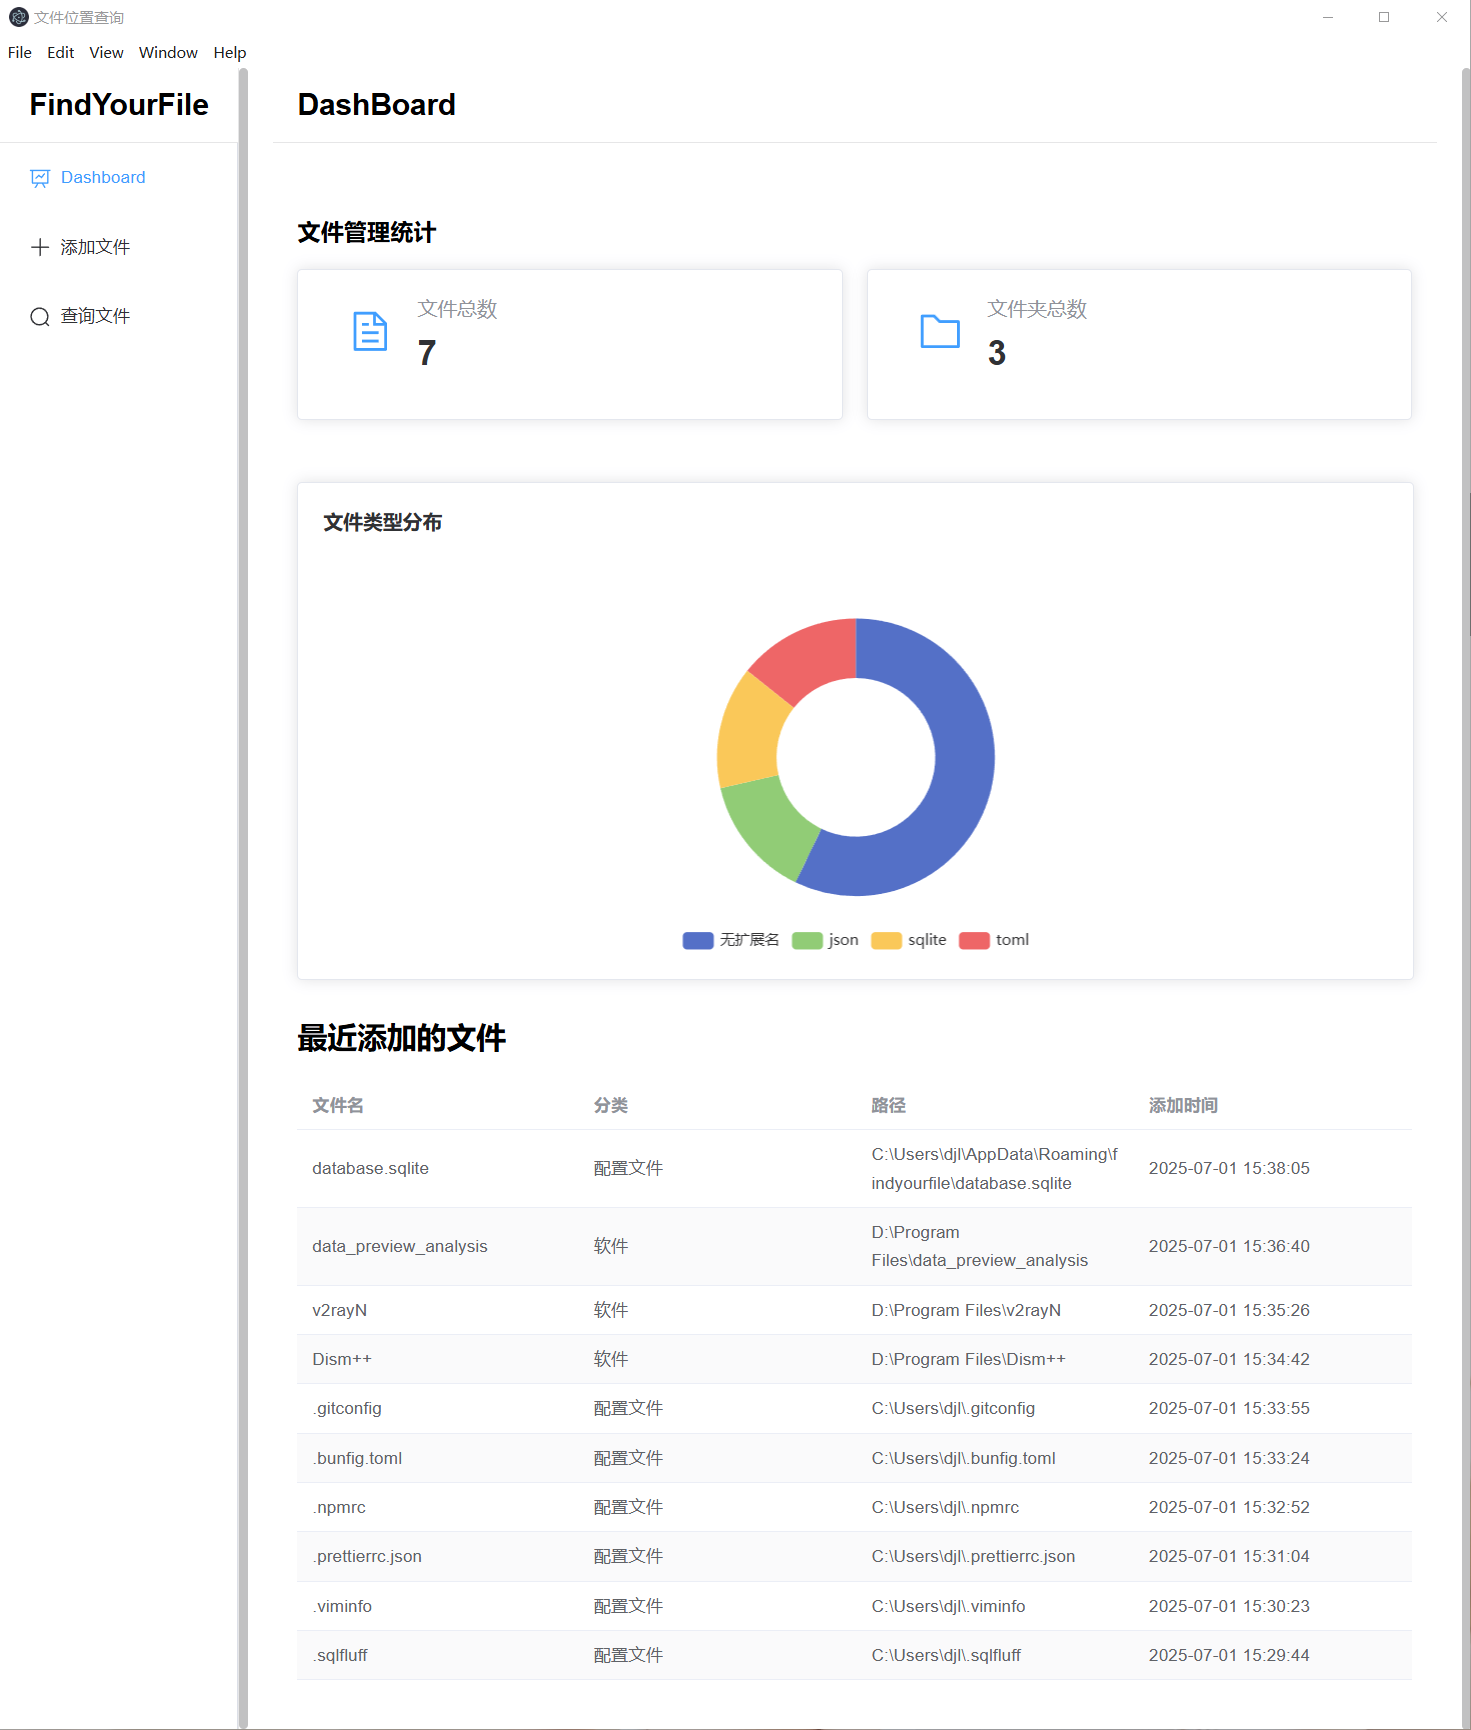 文件位置查询
File Edit View Window Help
FindYourFile
DashBoard
Dashboard
添加文件
查询文件
文件管理统计
文件总数
7
文件夹总数
3
文件类型分布
无扩展名 json sqlite toml
最近添加的文件
文件名 分类 路径 添加时间
database.sqlite 配置文件 C:\Users\djl\AppData\Roaming\f
indyourfile\database.sqlite 2025-07-01 15:38:05
data_preview_analysis 软件 D:\Program
Files\data_preview_analysis 2025-07-01 15:36:40
v2rayN 软件 D:\Program Files\v2rayN 2025-07-01 15:35:26
Dism++ 软件 D:\Program Files\Dism++ 2025-07-01 15:34:42
.gitconfig 配置文件 C:\Users\djl\.gitconfig 2025-07-01 15:33:55
.bunfig.toml 配置文件 C:\Users\djl\.bunfig.toml 2025-07-01 15:33:24
.npmrc 配置文件 C:\Users\djl\.npmrc 2025-07-01 15:32:52
.prettierrc.json 配置文件 C:\Users\djl\.prettierrc.json 2025-07-01 15:31:04
.viminfo 配置文件 C:\Users\djl\.viminfo 2025-07-01 15:30:23
.sqlfluff 配置文件 C:\Users\djl\.sqlfluff 2025-07-01 15:29:44